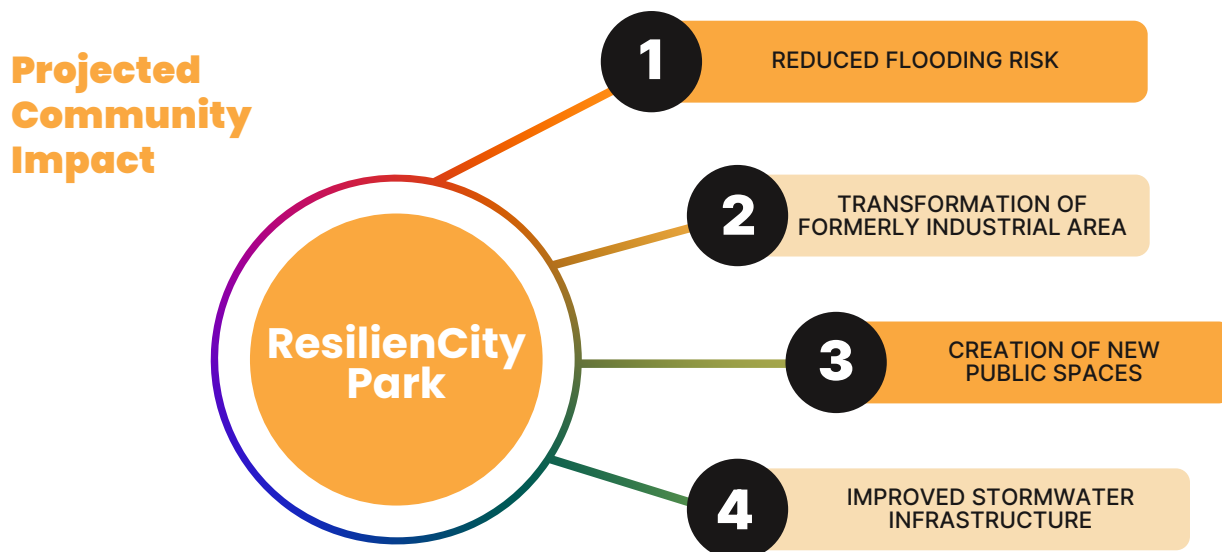 Projected
Community
Impact
ResilienCity
Park
1
REDUCED FLOODING RISK
2
TRANSFORMATION OF
FORMERLY INDUSTRIAL AREA
3
CREATION OF NEW
PUBLIC SPACES
4
IMPROVED STORMWATER
INFRASTRUCTURE